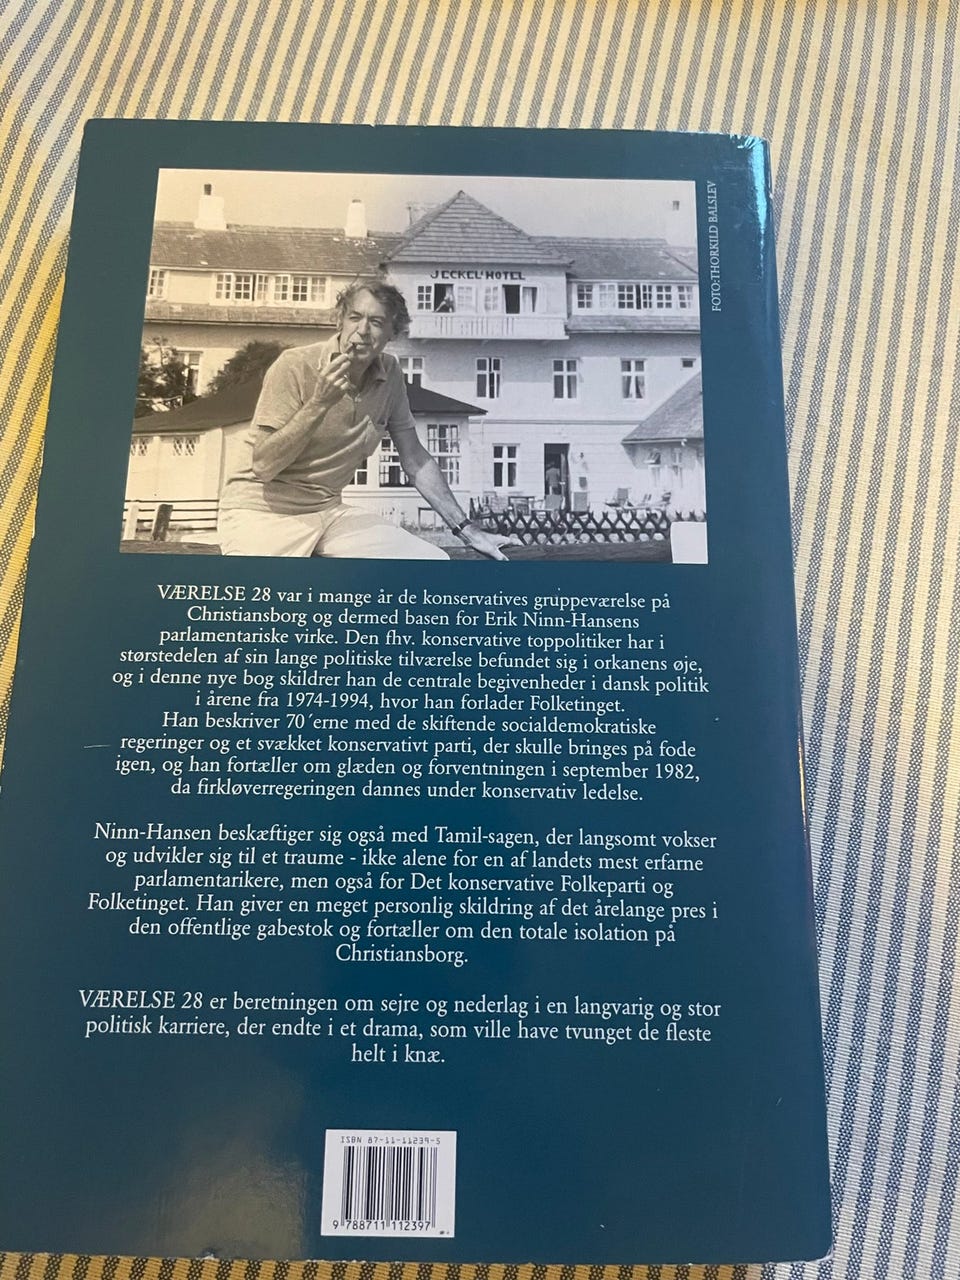 FOTO:THORKILD BALSLEV
JECKEL'HOTEL
VÆRELSE 28 var i mange år de konservatives gruppeværelse på
Christiansborg og dermed basen for Erik Ninn-Hansens
parlamentariske virke. Den fhv. konservative toppolitiker har i
størstedelen af sin lange politiske tilværelse befundet sig i orkanens øje,
og i denne nye bog skildrer han de centrale begivenheder i dansk politik
i årene fra 1974-1994, hvor han forlader Folketinget.
Han beskriver 70´erne med de skiftende socialdemokratiske
regeringer og et svækket konservativt parti, der skulle bringes på fode
igen, og han fortæller om glæden og forventningen i september 1982,
da firkløverregeringen dannes under konservativ ledelse.
Ninn-Hansen beskæftiger sig også med Tamil-sagen, der langsomt vokser
og udvikler sig til et traume - ikke alene for en af landets mest erfarne
parlamentarikere, men også for Det konservative Folkeparti og
Folketinget. Han giver en meget personlig skildring af det årelange pres i
den offentlige gabestok og fortæller om den totale isolation på
Christiansborg.
VÆRELSE 28 er beretningen om sejre og nederlag i en langvarig og stor
politisk karriere, der endte i et drama, som ville have tvunget de fleste
helt i knæ.
ISBN 87-11-11239-5
9 788711 112397